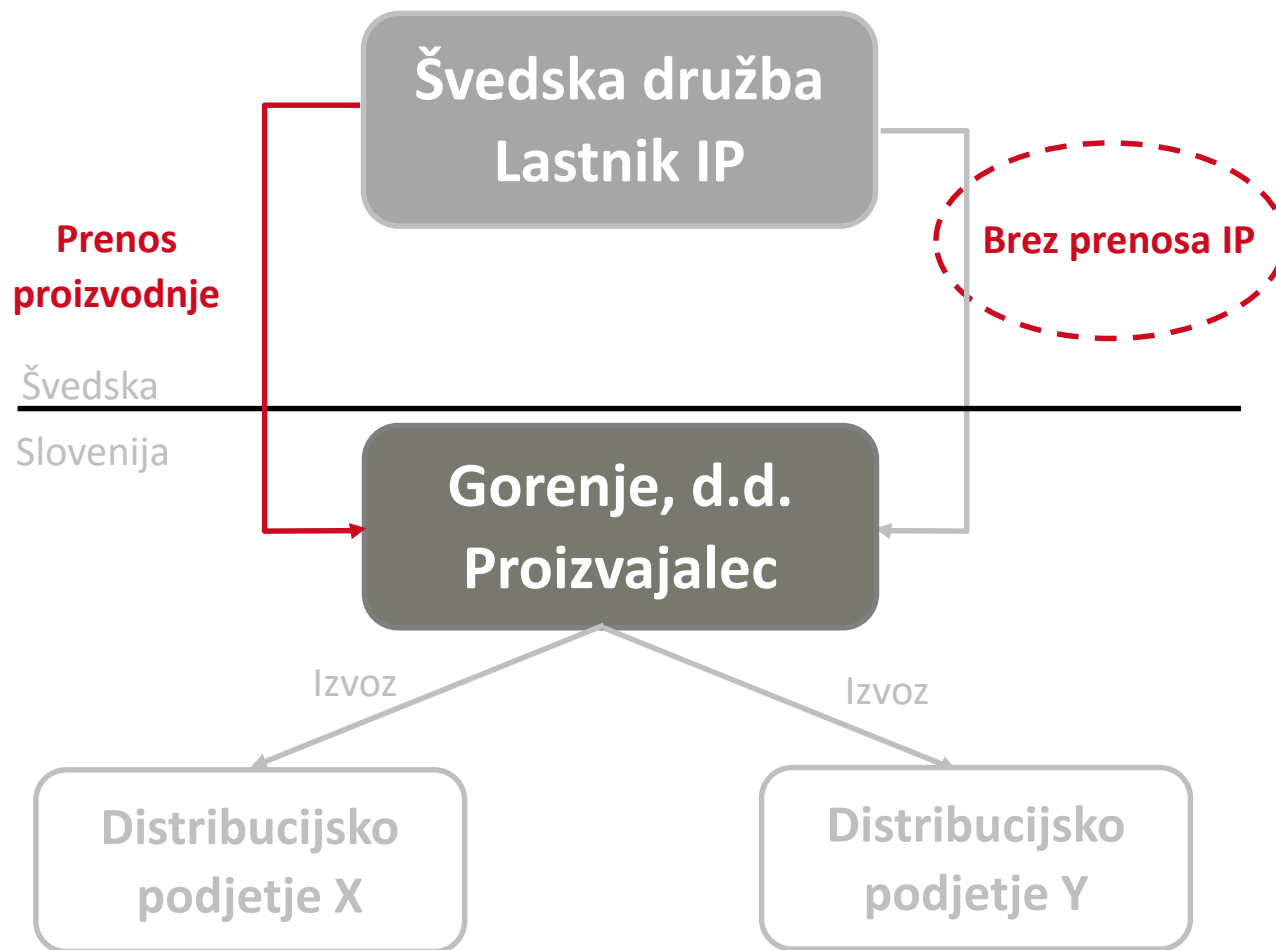 Švedska družba
Lastnik IP
Prenos
proizvodnje
Brez prenosa IP
Švedska
Slovenija
Gorenje, d.d.
Proizvajalec
Izvoz
Izvoz
Distribucijsko
podjetje X
Distribucijsko
podjetje Y